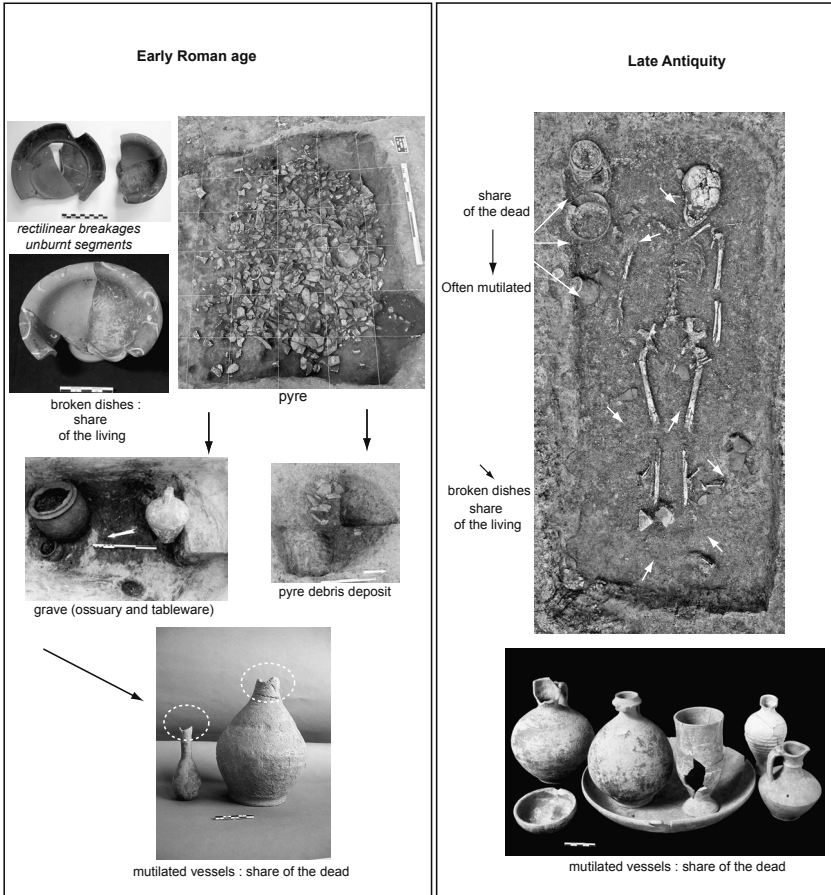 Early Roman age
rectilinear breakages
unburnt segments
pyre
broken dishes :
share
of the living
grave (ossuary and tableware)
pyre debris deposit
mutilated vessels : share of the dead
Late Antiquity
share
of the dead
Often mutilated
broken dishes
share
of the living
mutilated vessels : share of the dead